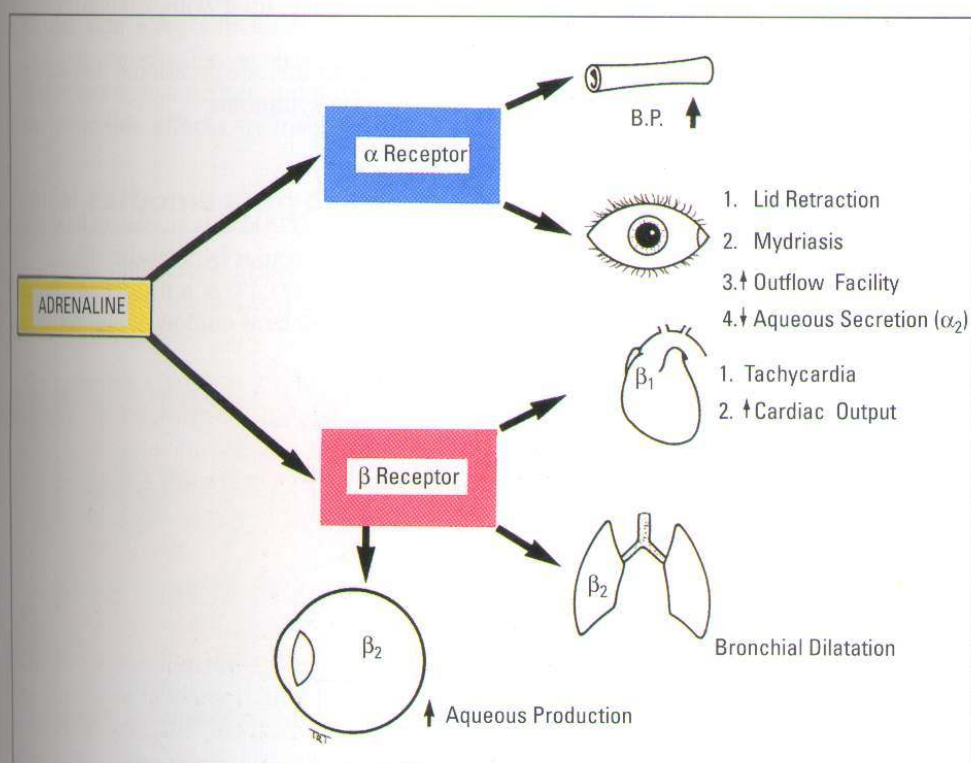 ADRENALINE
α Receptor
B.P. ↑
1. Lid Retraction
2. Mydriasis
3.↑ Outflow Facility
4.↓ Aqueous Secretion (α₂)
β₁
1. Tachycardia
2. ↑Cardiac Output
β Receptor
β₂
Bronchial Dilatation
β₂
↑ Aqueous Production